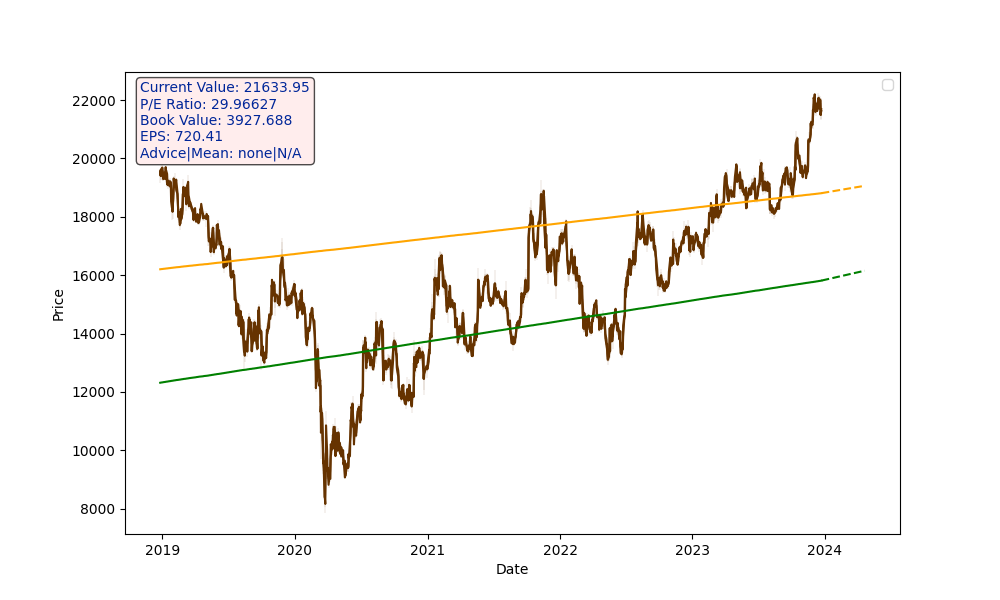 Current Value: 21633.95
P/E Ratio: 29.96627
Book Value: 3927.688
EPS: 720.41
Advice|Mean: none|N/A
22000
20000
18000
16000
14000
12000
10000
8000
Price
2019 2020 2021 2022 2023 2024
Date